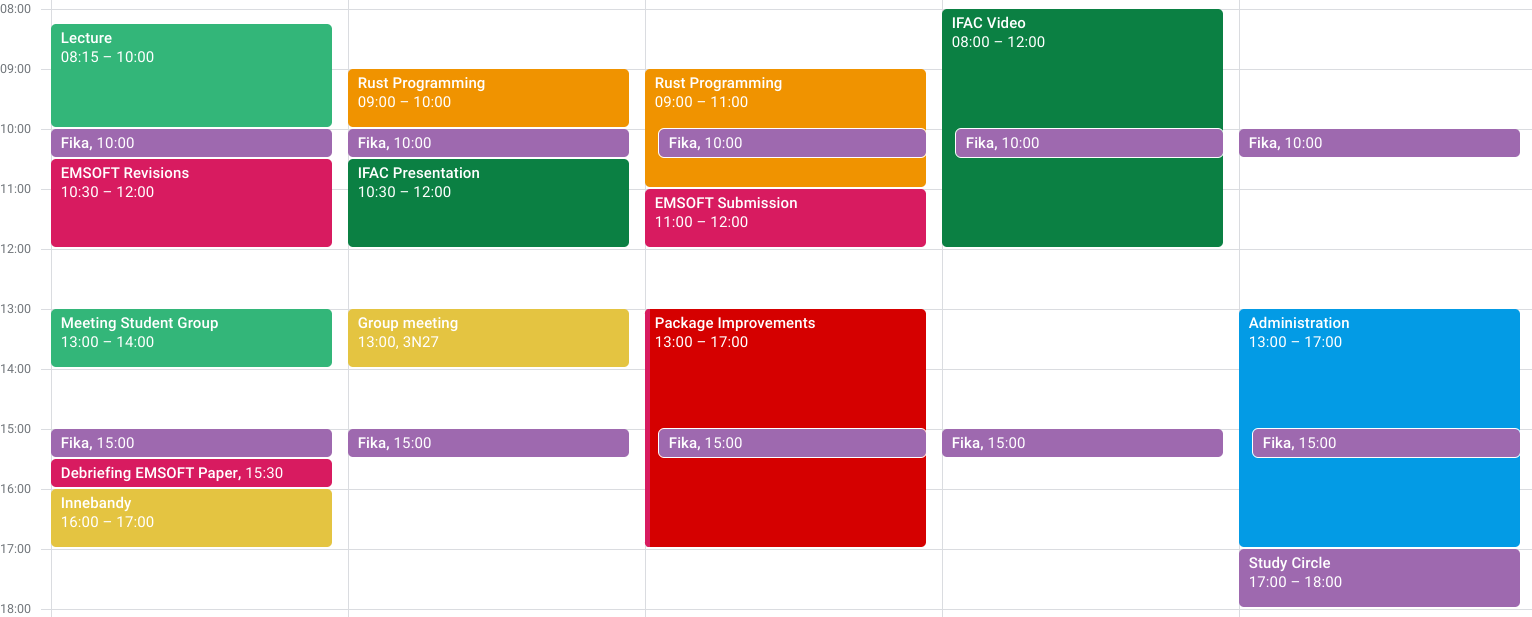 08:00
09:00
10:00
11:00
12:00
13:00
14:00
15:00
16:00
17:00
18:00
Lecture
08:15 – 10:00
Fika, 10:00
EMSOFT Revisions
10:30 – 12:00
Meeting Student Group
13:00 – 14:00
Fika, 15:00
Debriefing EMSOFT Paper, 15:30
Innebandy
16:00 – 17:00
Rust Programming
09:00 – 10:00
Fika, 10:00
IFAC Presentation
10:30 – 12:00
Group meeting
13:00, 3N27
Fika, 15:00
Rust Programming
09:00 – 11:00
Fika, 10:00
EMSOFT Submission
11:00 – 12:00
Package Improvements
13:00 – 17:00
Fika, 15:00
IFAC Video
08:00 – 12:00
Fika, 10:00
Fika, 15:00
Fika, 10:00
Administration
13:00 – 17:00
Fika, 15:00
Study Circle
17:00 – 18:00